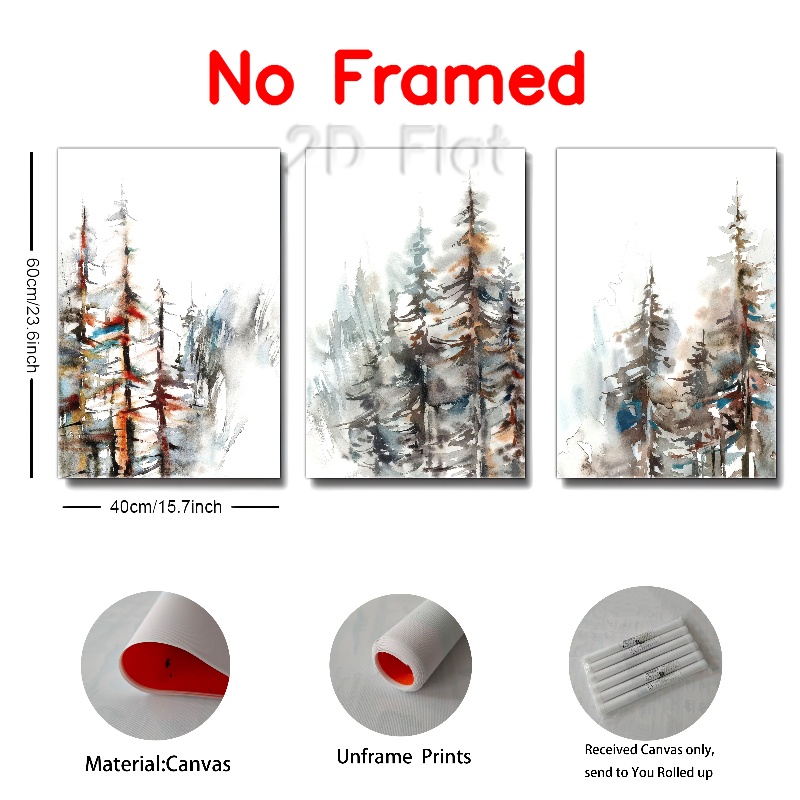 No Framed
2D Flat
60cm/23.6inch
40cm/15.7inch
Material:Canvas
Unframe Prints
Received Canvas only,
send to You Rolled up